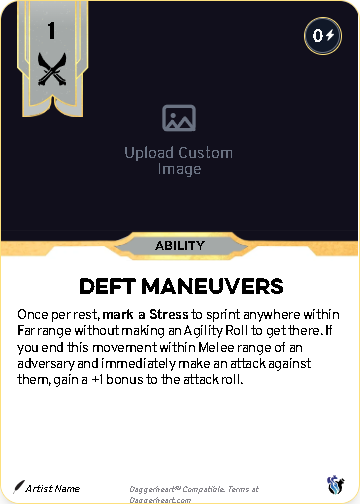 1
0
Upload Custom
Image
ABILITY
DEFT MANEUVERS
Once per rest, mark a Stress to sprint anywhere within
Far range without making an Agility Roll to get there. If
you end this movement within Melee range of an
adversary and immediately make an attack against
them, gain a +1 bonus to the attack roll.
Artist Name
Daggerheart™ Compatible. Terms at
Daggerheart.com